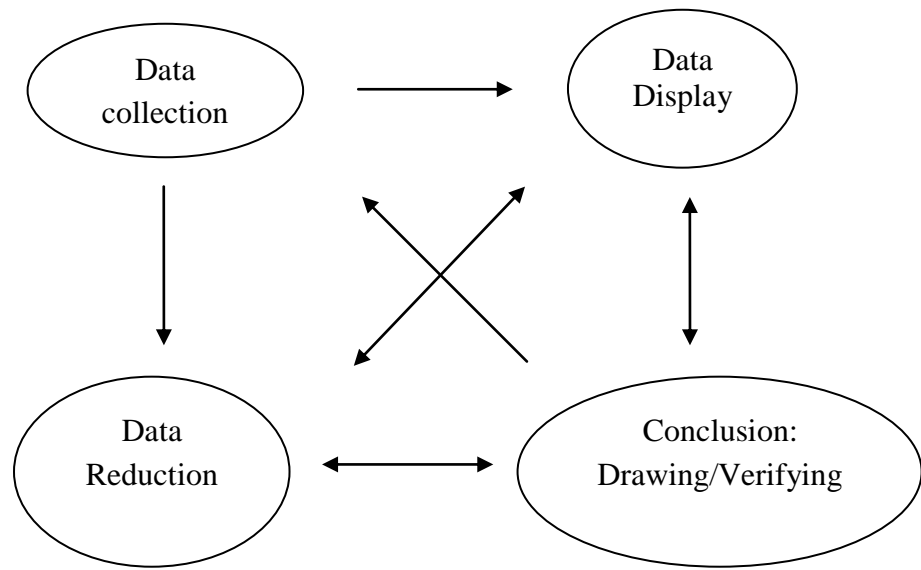 Data
collection
Data
Display
Data
Reduction
Conclusion:
Drawing/Verifying